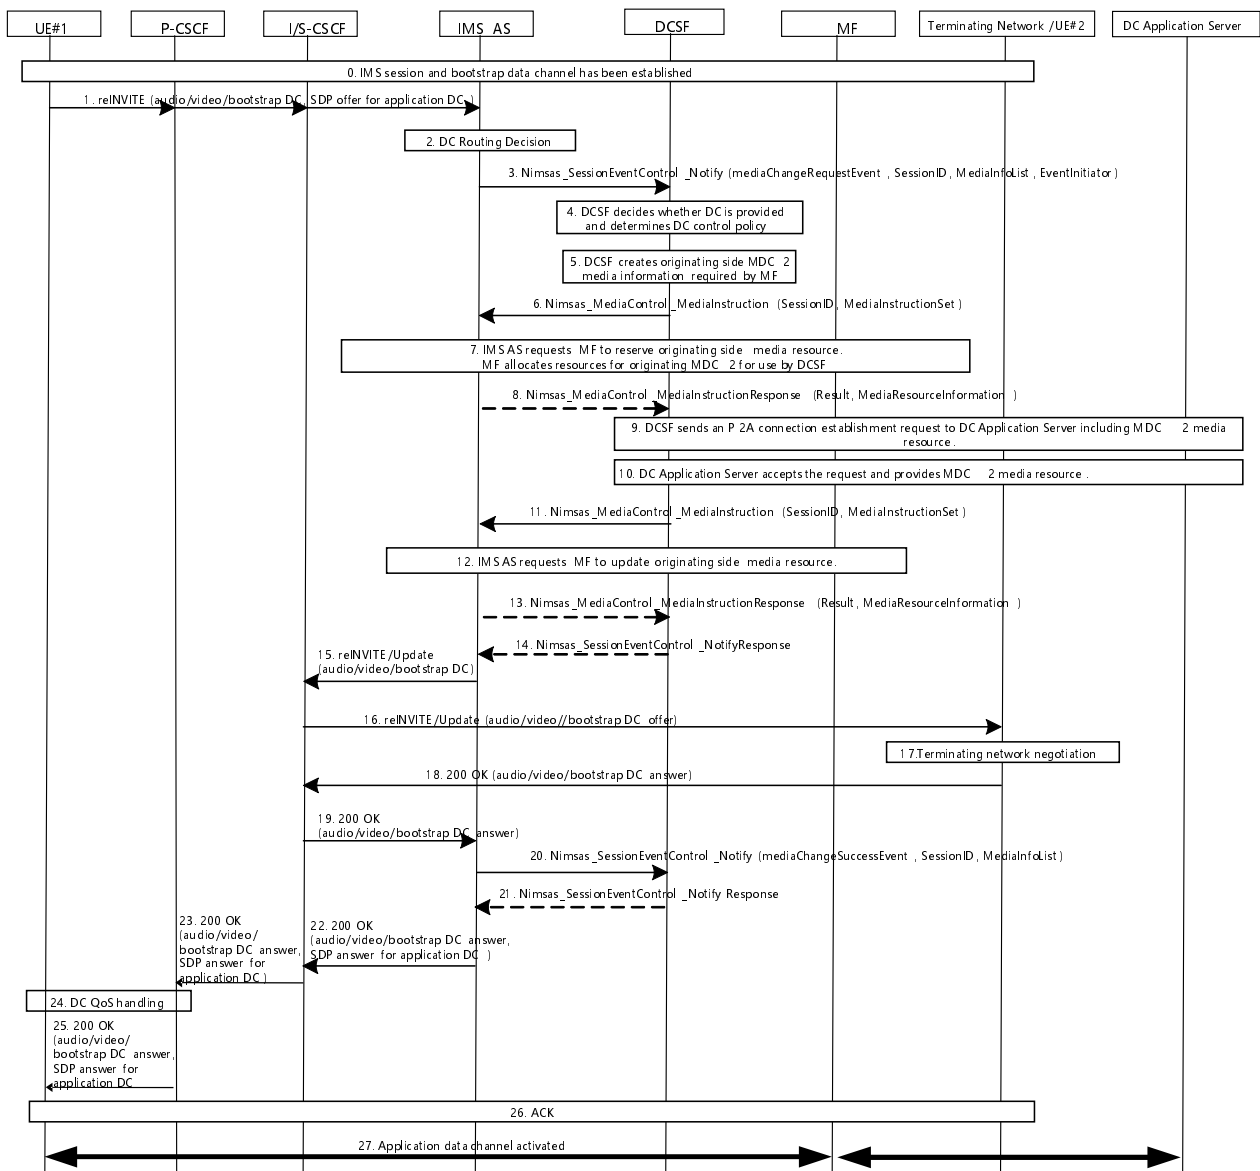 UE#1
P-CSCF
I/S-CSCF
IMS AS
DCSF
MF
Terminating Network /UE#2
DC Application Server
0. IMS session and bootstrap data channel has been established
1. reINVITE (audio/video/bootstrap DC, SDP offer for application DC )
2. DC Routing Decision
3. Nimsas_SessionEventControl_Notify (mediaChangeRequestEvent, SessionID, MediaInfoList, EventInitiator)
4. DCSF decides whether DC is provided
and determines DC control policy
5. DCSF creates originating side MDC 2
media information required by MF
6. Nimsas_MediaControl_MediaInstruction (SessionID, MediaInstructionSet)
7. IMS AS requests MF to reserve originating side media resource.
MF allocates resources for originating MDC 2 for use by DCSF
8. Nimsas_MediaControl_MediaInstructionResponse (Result, MediaResourceInformation )
9. DCSF sends an P 2A connection establishment request to DC Application Server including MDC 2 media
resource.
10. DC Application Server accepts the request and provides MDC 2 media resource.
11. Nimsas_MediaControl_MediaInstruction (SessionID, MediaInstructionSet)
12. IMS AS requests MF to update originating side media resource.
13. Nimsas_MediaControl_MediaInstructionResponse (Result, MediaResourceInformation )
14. Nimsas_SessionEventControl_NotifyResponse
15. reINVITE/Update
(audio/video/bootstrap DC)
16. reINVITE/Update (audio/video//bootstrap DC offer)
17.Terminating network negotiation
18. 200 OK (audio/video/bootstrap DC answer)
19. 200 OK
(audio/video/bootstrap DC answer)
20. Nimsas_SessionEventControl_Notify (mediaChangeSuccessEvent, SessionID, MediaInfoList)
21. Nimsas_SessionEventControl_Notify Response
22. 200 OK
(audio/video/bootstrap DC answer,
SDP answer for application DC )
23. 200 OK
(audio/video/
bootstrap DC answer,
SDP answer for
application DC )
24. DC QoS handling
25. 200 OK
(audio/video/
bootstrap DC answer,
SDP answer for
application DC
26. ACK
27. Application data channel activated